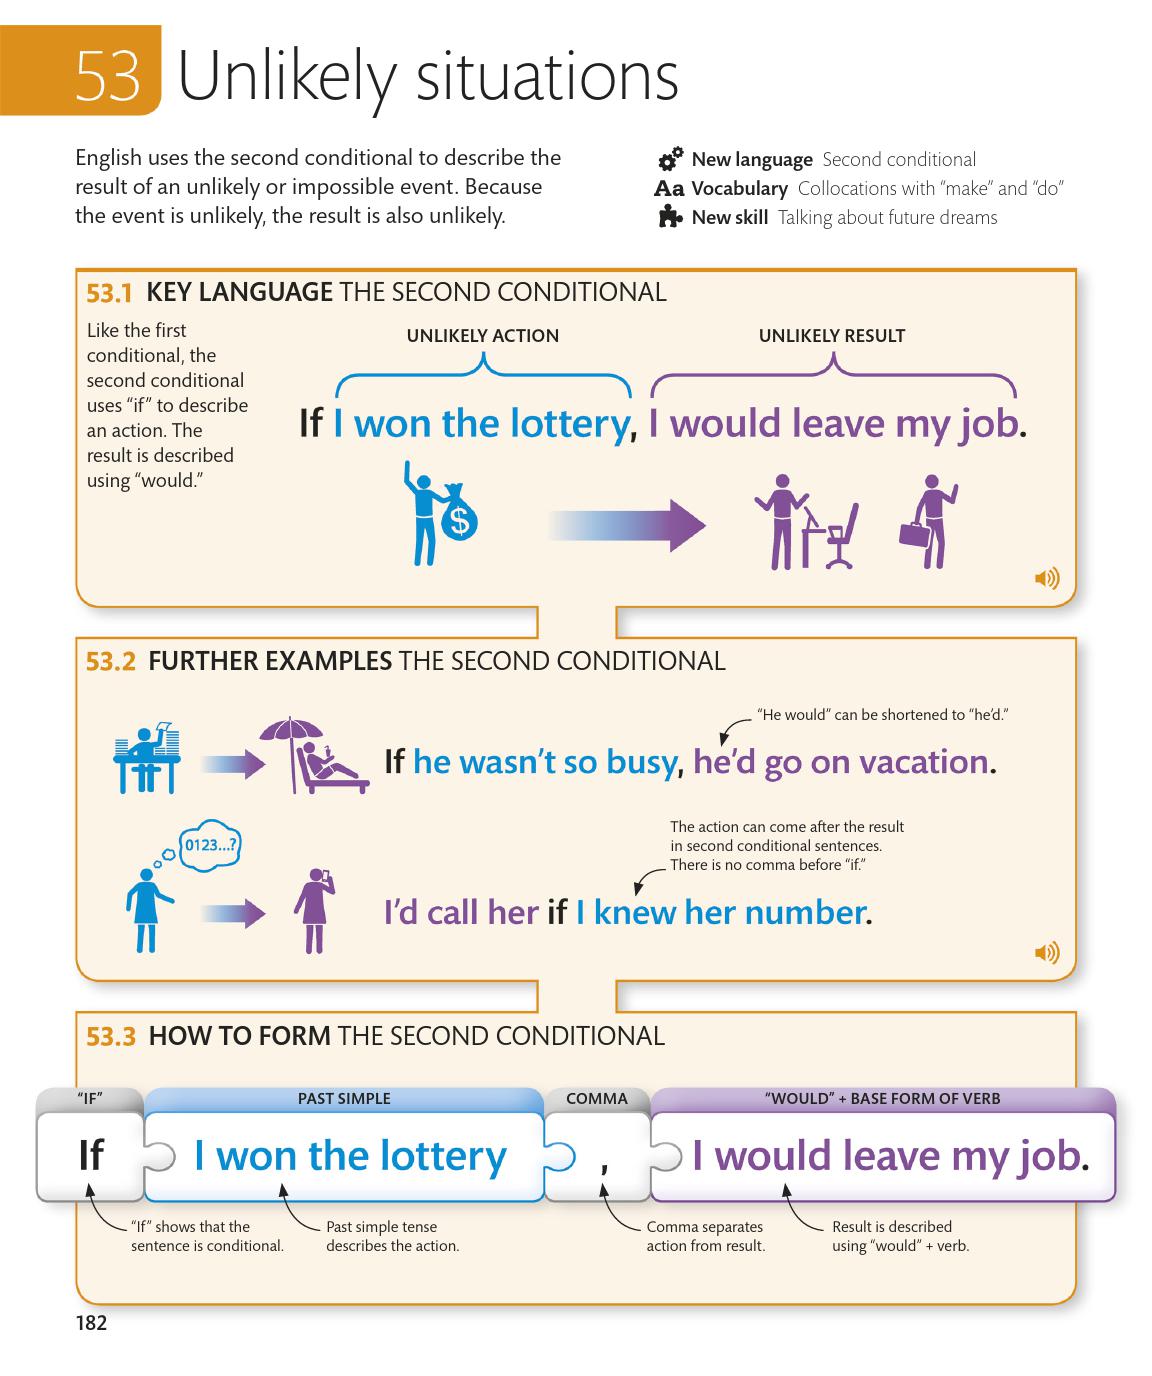 53 Unlikely situations
English uses the second conditional to describe the
result of an unlikely or impossible event. Because
the event is unlikely, the result is also unlikely.
New language Second conditional
Aa Vocabulary Collocations with “make” and “do”
New skill Talking about future dreams
53.1 KEY LANGUAGE THE SECOND CONDITIONAL
Like the first
conditional, the
second conditional
uses “if” to describe
an action. The
result is described
using “would.”
UNLIKELY ACTION
UNLIKELY RESULT
If I won the lottery, I would leave my job.
$
53.2 FURTHER EXAMPLES THE SECOND CONDITIONAL
“He would” can be shortened to “he’d.”
If he wasn’t so busy, he’d go on vacation.
0123...?
The action can come after the result
in second conditional sentences.
There is no comma before “if.”
I’d call her if I knew her number.
53.3 HOW TO FORM THE SECOND CONDITIONAL
“IF”
PAST SIMPLE
COMMA
“WOULD” + BASE FORM OF VERB
If I won the lottery , I would leave my job.
“If” shows that the
sentence is conditional.
Past simple tense
describes the action.
Comma separates
action from result.
Result is described
using “would” + verb.
182